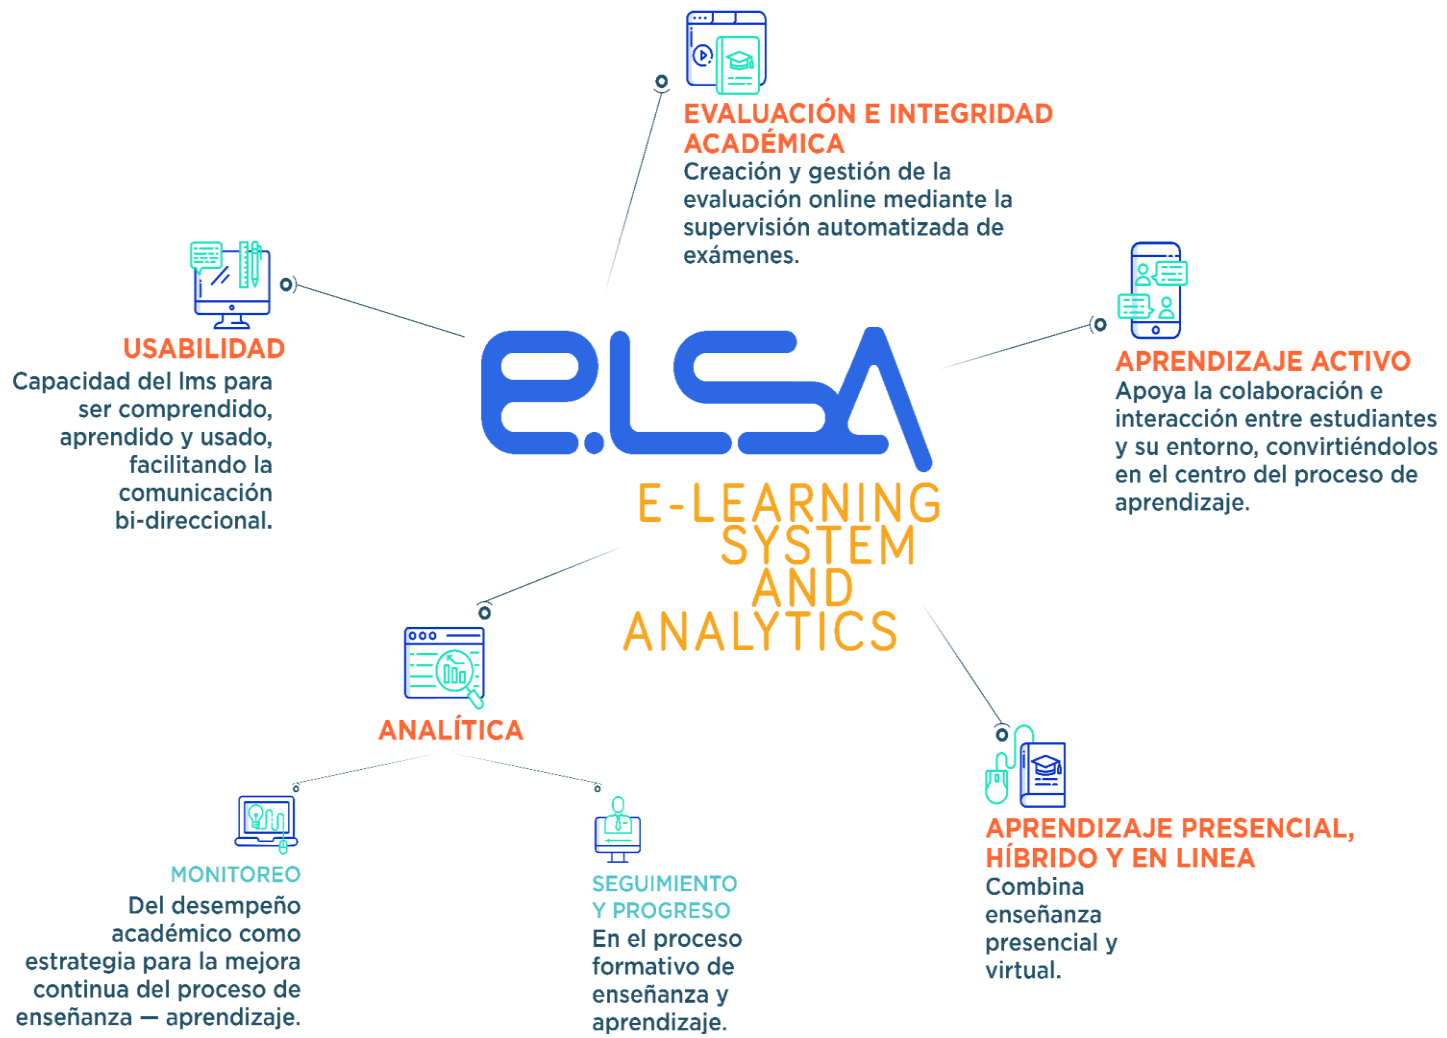 EVALUACIÓN E INTEGRIDAD
ACADÉMICA
Creación y gestión de la
evaluación online mediante la
supervisión automatizada de
exámenes.
USABILIDAD
Capacidad del lms para
ser comprendido,
aprendido y usado,
facilitando la
comunicación
bi-direccional.
APRENDIZAJE ACTIVO
Apoya la colaboración e
interacción entre estudiantes
y su entorno, convirtiéndolos
en el centro del proceso de
aprendizaje.
e.LSA
E-LEARNING
SYSTEM
AND
ANALYTICS
ANALÍTICA
MONITOREO
Del desempeño
académico como
estrategia para la mejora
continua del proceso de
enseñanza — aprendizaje.
SEGUIMIENTO
Y PROGRESO
En el proceso
formativo de
enseñanza y
aprendizaje.
APRENDIZAJE PRESENCIAL,
HÍBRIDO Y EN LINEA
Combina
enseñanza
presencial y
virtual.